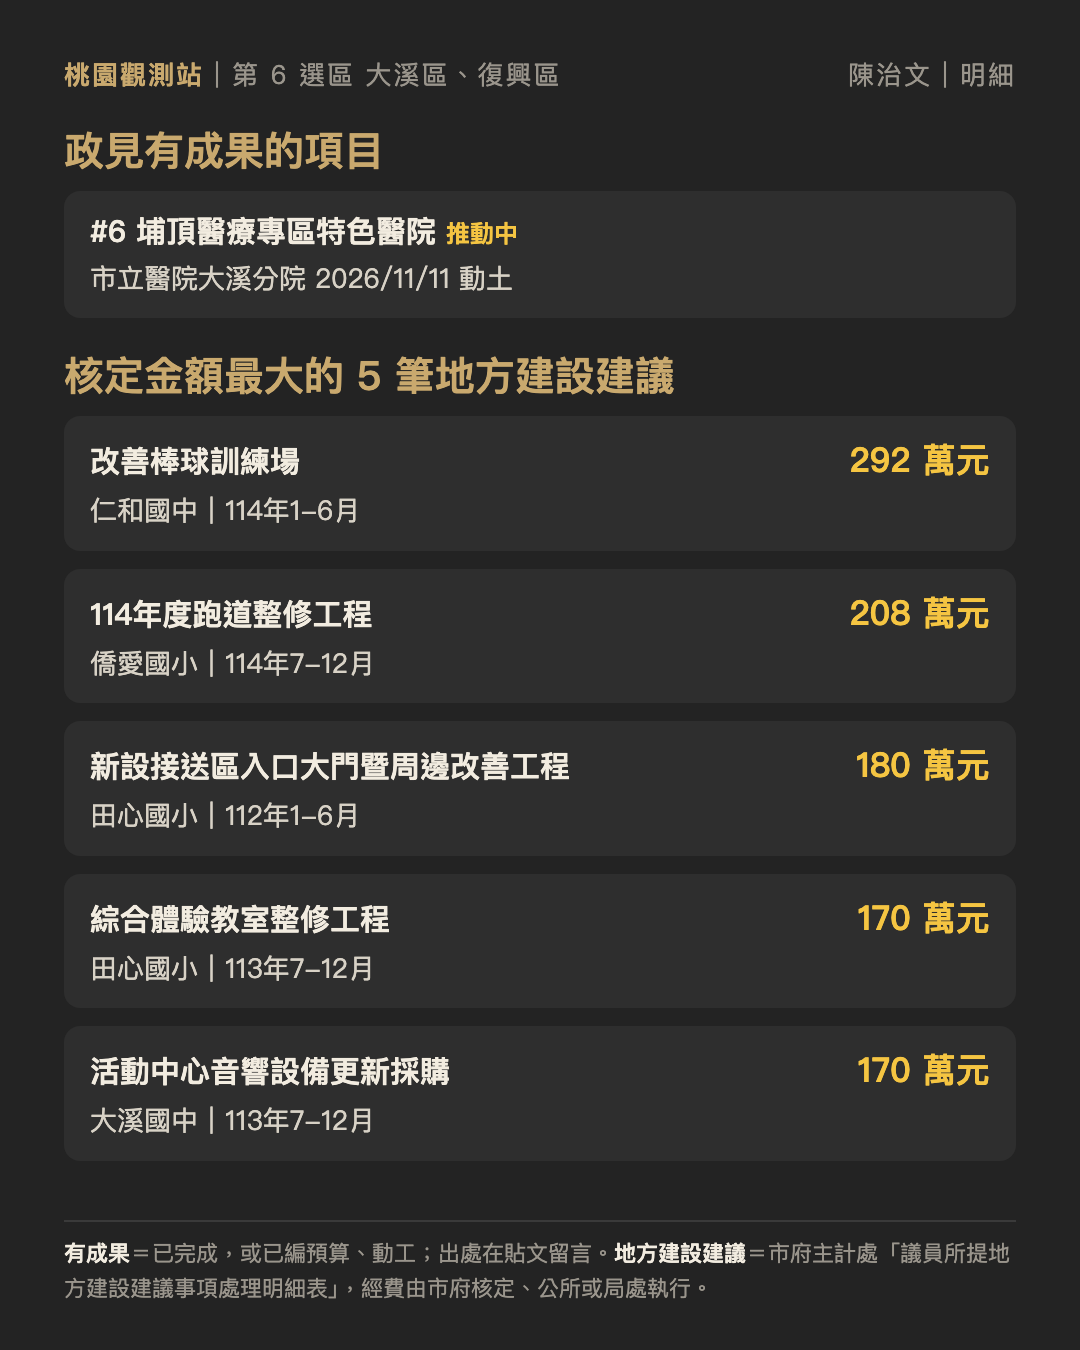 桃園觀測站｜第 6 選區 大溪區、復興區
陳治文｜明細
政見有成果的項目
#6 埔頂醫療專區特色醫院 推動中
市立醫院大溪分院 2026/11/11 動土
核定金額最大的 5 筆地方建設建議
改善棒球訓練場
292 萬元
仁和國中｜114年1–6月
114年度跑道整修工程
208 萬元
僑愛國小｜114年7–12月
新設接送區入口大門暨周邊改善工程
180 萬元
田心國小｜112年1–6月
綜合體驗教室整修工程
170 萬元
田心國小｜113年7–12月
活動中心音響設備更新採購
170 萬元
大溪國中｜113年7–12月
有成果＝已完成，或已編預算、動工；出處在貼文留言。地方建設建議＝市府主計處「議員所提地
方建設建議事項處理明細表」，經費由市府核定、公所或局處執行。